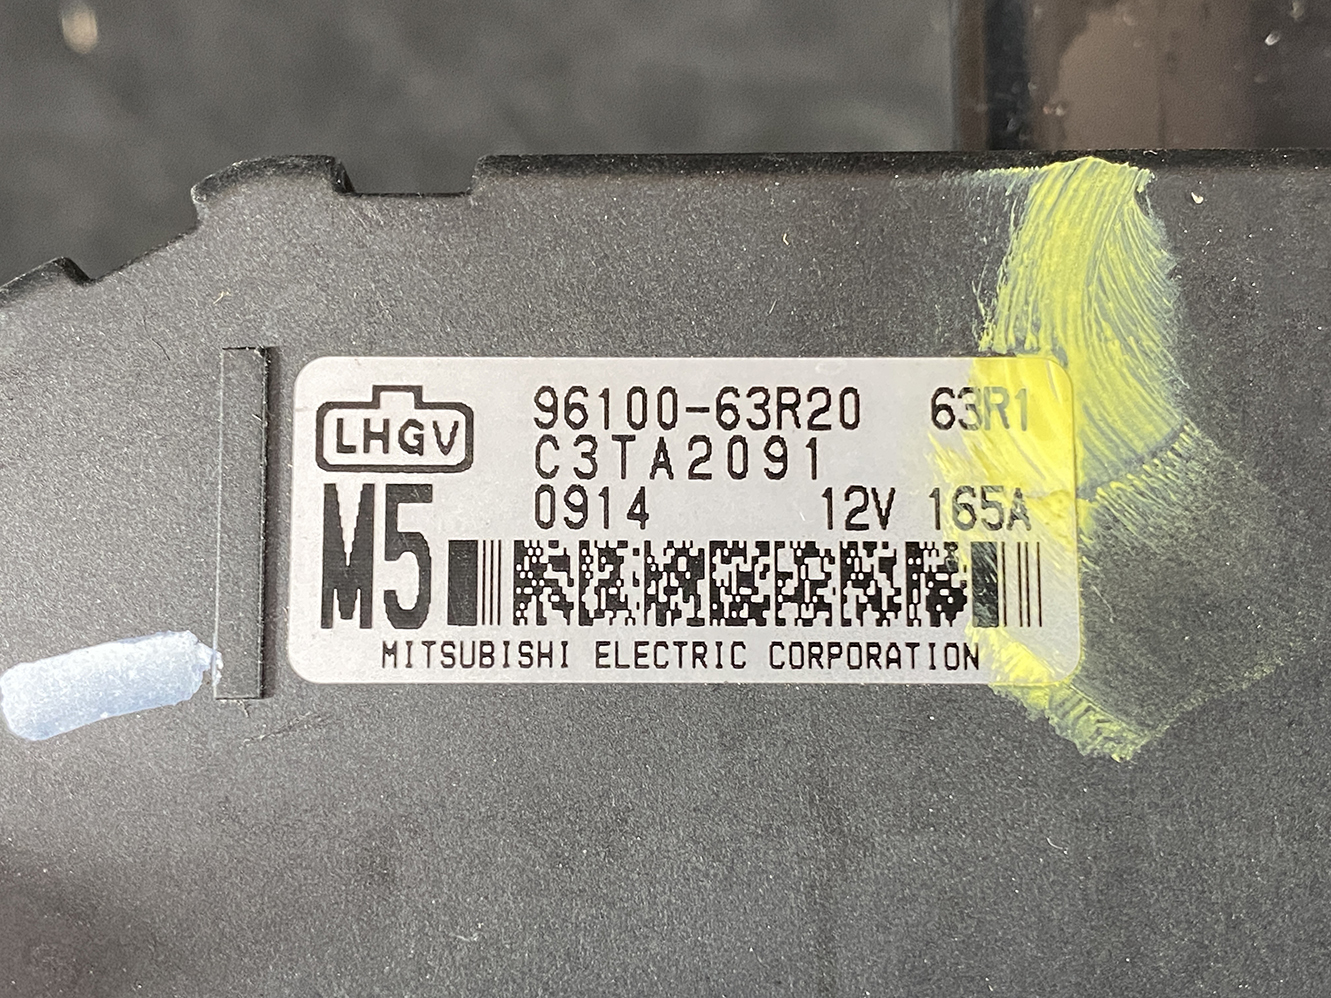 LHGV
96100-63R20 63R1
C3TA2091
0914 12V 165A
M5
MITSUBISHI ELECTRIC CORPORATION